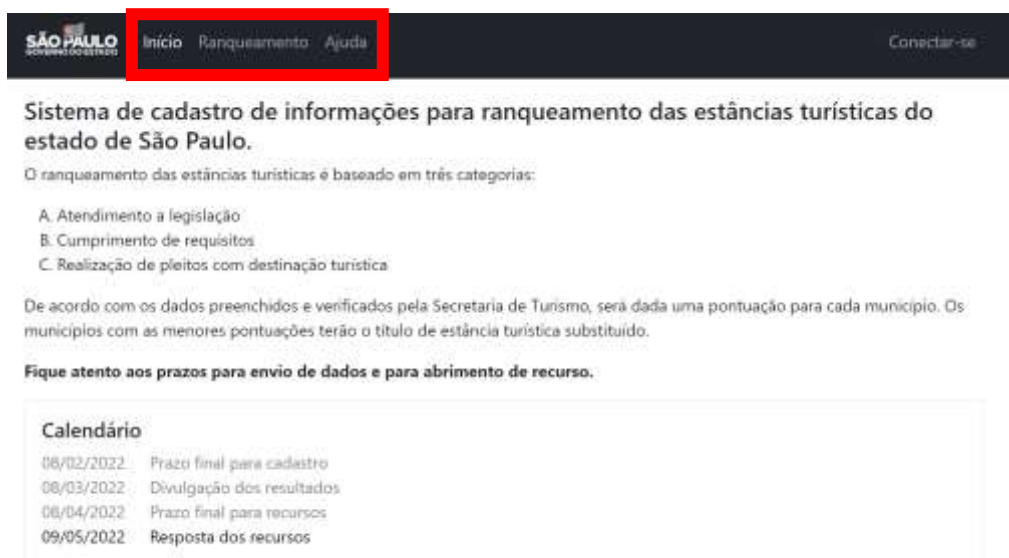 SÃO PAULO
GOVERNO DO ESTADO
Início Ranqueamento Ajuda Conectar-se
Sistema de cadastro de informações para ranqueamento das estâncias turísticas do
estado de São Paulo.
O ranqueamento das estâncias turísticas é baseado em três categorias:
A. Atendimento a legislação
B. Cumprimento de requisitos
C. Realização de pleitos com destinação turística
De acordo com os dados preenchidos e verificados pela Secretaria de Turismo, será dada uma pontuação para cada município. Os
municípios com as menores pontuações terão o título de estância turística substituído.
Fique atento aos prazos para envio de dados e para abrimento de recurso.
Calendário
08/02/2022 Prazo final para cadastro
08/03/2022 Divulgação dos resultados
08/04/2022 Prazo final para recursos
09/05/2022 Resposta dos recursos